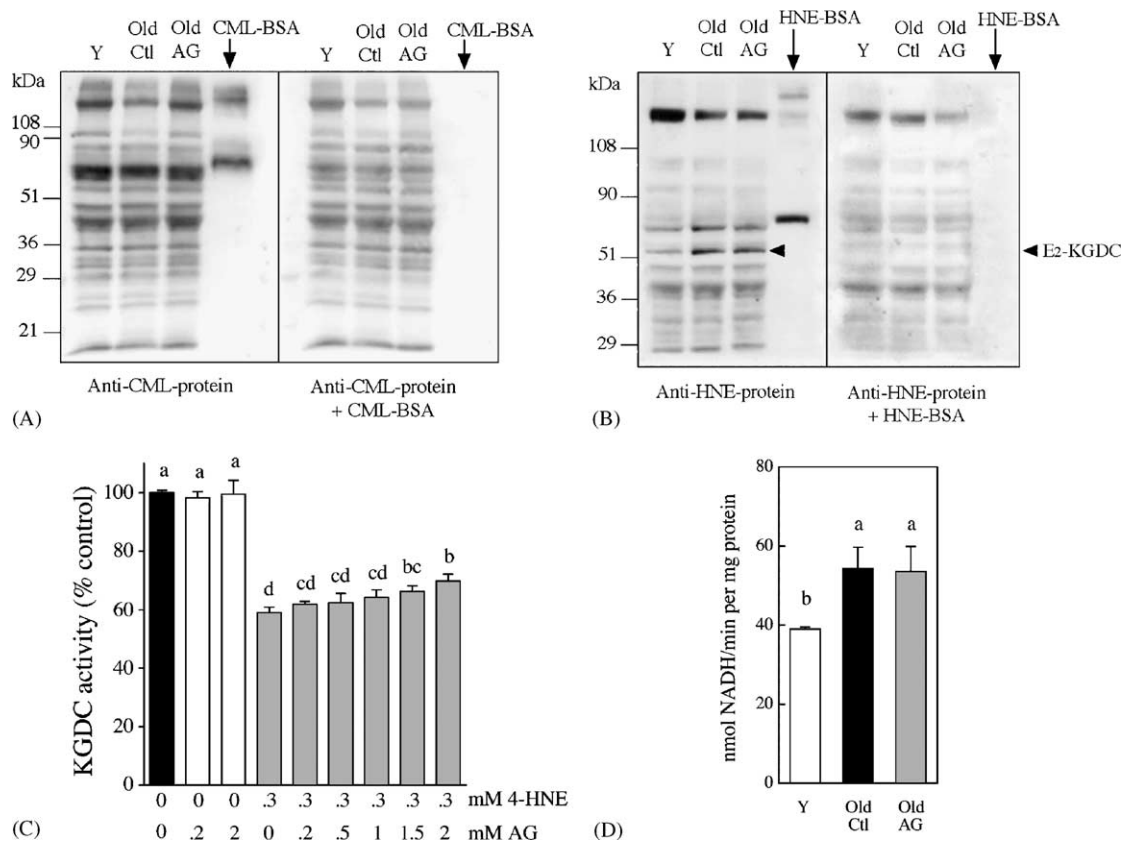 Y
Old
Ctl
Old
AG
CML-BSA
Y
Old
Ctl
Old
AG
CML-BSA
kDa
108
90
51
36
29
21
Anti-CML-protein
Anti-CML-protein
+ CML-BSA
(A)
Y
Old
Ctl
Old
AG
HNE-BSA
Y
Old
Ctl
Old
AG
HNE-BSA
kDa
108
90
51
36
29
E2-KGDC
Anti-HNE-protein
Anti-HNE-protein
+ HNE-BSA
(B)
KGDC activity (% control)
100
80
60
40
20
0
a a a d cd cd cd bc b
0 0 0 .3 .3 .3 .3 .3 .3 mM 4-HNE
0 .2 2 0 .2 .5 1 1.5 2 mM AG
(C)
nmol NADH/min per mg protein
80
60
40
20
0
b a a
Y
Old
Ctl
Old
AG
(D)